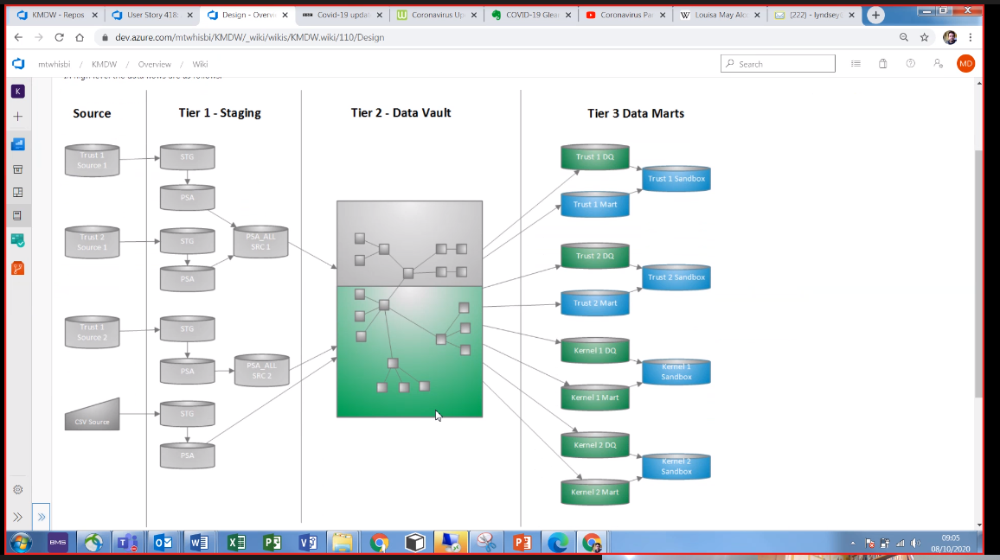 KMDW - Repos
User Story 418:
Design - Overvi
Covid-19 updat
Coronavirus Up
COVID-19 Glea
Coronavirus Par
Louisa May Alc
(222) - lyndseyc
dev.azure.com/mtwhisbi/KMDW/_wiki/wikis/KMDW.wiki/110/Design
mtwhisbi / KMDW / Overview / Wiki
Search
MD
K
Source
Tier 1 - Staging
Tier 2 - Data Vault
Tier 3 Data Marts
Trust 1
Source 1
STG
PSA
Trust 2
Source 1
STG
PSA
PSA_ALL
SRC 1
Trust 1
Source 2
STG
PSA
PSA_ALL
SRC 2
CSV Source
STG
PSA
Trust 1 DQ
Trust 1 Mart
Trust 1 Sandbox
Trust 2 DQ
Trust 2 Mart
Trust 2 Sandbox
Kernel 1 DQ
Kernel 1 Mart
Kernel 1
Sandbox
Kernel 2 DQ
Kernel 2 Mart
Kernel 2
Sandbox
BMS
09:05
08/10/2020